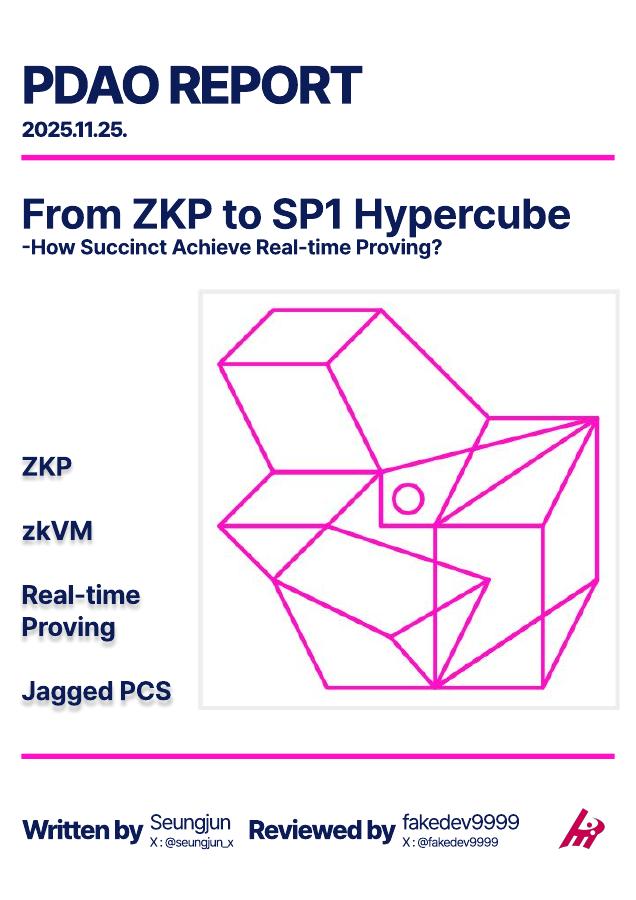 PDAO REPORT
2025.11.25.
From ZKP to SP1 Hypercube
-How Succinct Achieve Real-time Proving?
ZKP
zkVM
Real-time
Proving
Jagged PCS
Written by Seungjun Reviewed by fakedev9999
X : @seungjun_x X : @fakedev9999